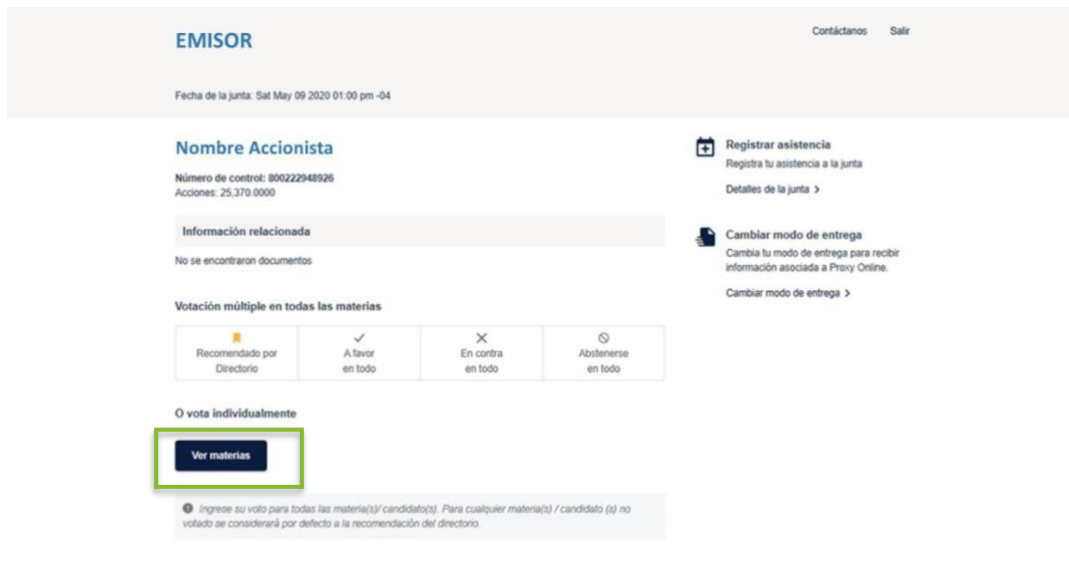 EMISOR
Contáctanos Salir
Fecha de la junta: Sat May 09 2020 01:00 pm -04
Nombre Accionista
Número de control: 800222948926
Acciones: 25,370.0000
Información relacionada
No se encontraron documentos
Votación múltiple en todas las materias
Recomendado por
Directorio
A favor
en todo
En contra
en todo
Abstenerse
en todo
O vota individualmente
Ver materias
Ingrese su voto para todas las materia(s)/ candidato(s). Para cualquier materia(s) / candidato (s) no
votado se considerará por defecto a la recomendación del directorio.
Registrar asistencia
Registra tu asistencia a la junta
Detalles de la junta >
Cambiar modo de entrega
Cambia tu modo de entrega para recibir
información asociada a Proxy Online.
Cambiar modo de entrega >